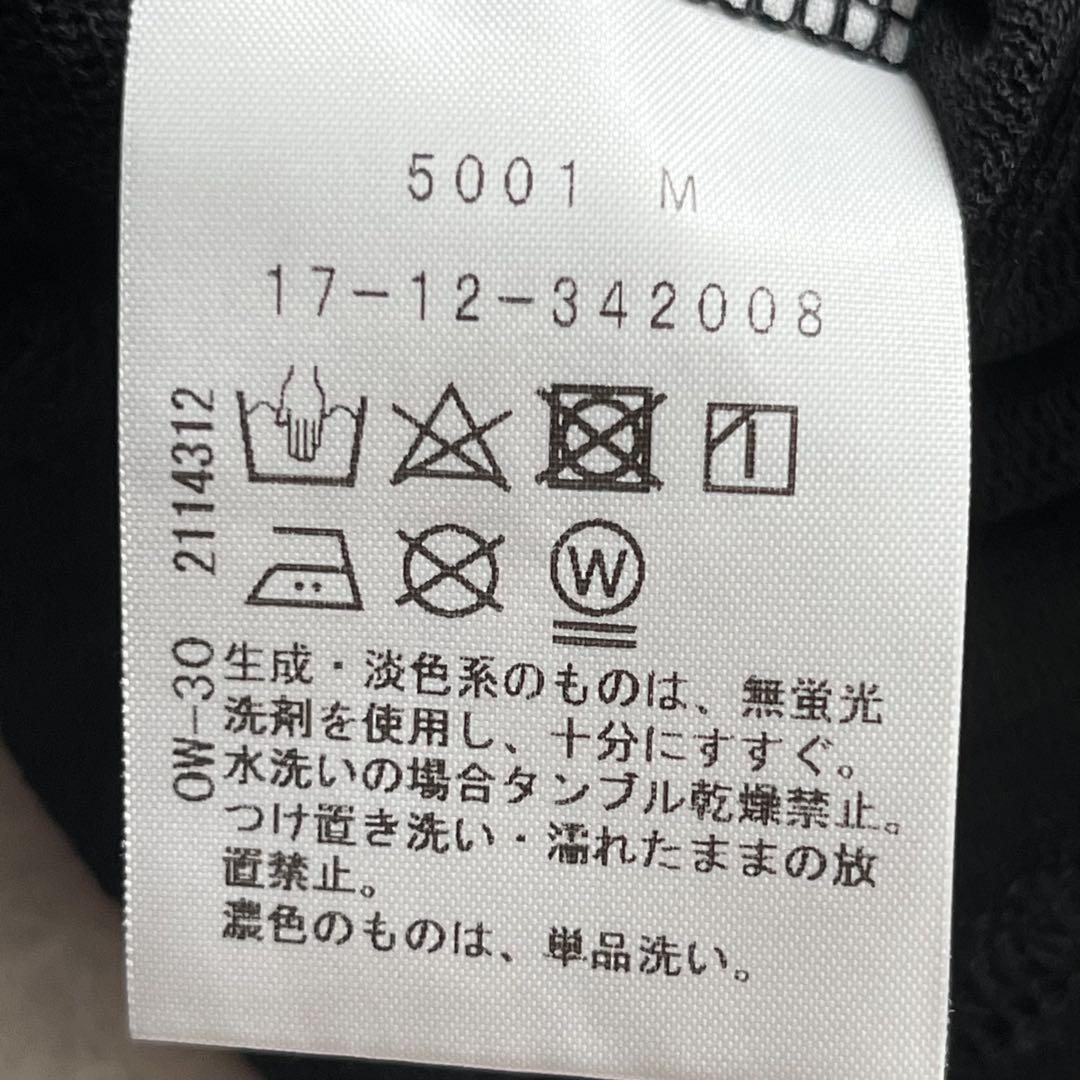 5001 M
17-12-342008
W
OW-30 2114312
生成・淡色系のものは、無蛍光
洗剤を使用し、十分にすすぐ。
水洗いの場合タンブル乾燥禁止。
つけ置き洗い・濡れたままの放
置禁止。
濃色のものは、単品洗い。